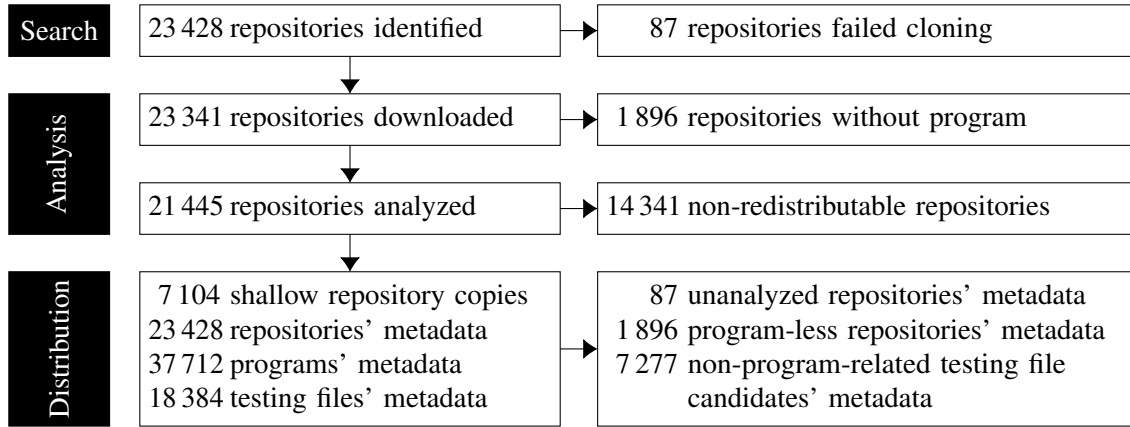 Search
23 428 repositories identified
87 repositories failed cloning
Analysis
23 341 repositories downloaded
1 896 repositories without program
21 445 repositories analyzed
14 341 non-redistributable repositories
Distribution
7 104 shallow repository copies
23 428 repositories’ metadata
37 712 programs’ metadata
18 384 testing files’ metadata
87 unanalyzed repositories’ metadata
1 896 program-less repositories’ metadata
7 277 non-program-related testing file
candidates’ metadata